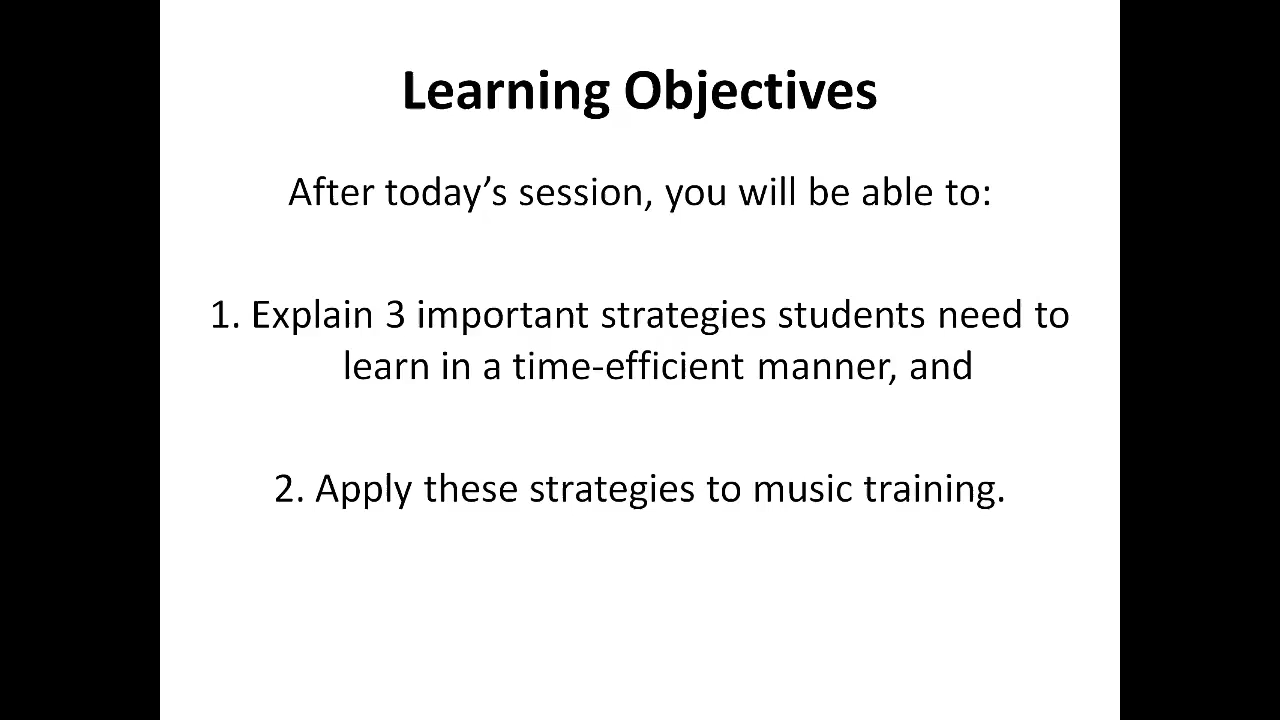 Learning Objectives
After today’s session, you will be able to:
1. Explain 3 important strategies students need to
learn in a time-efficient manner, and
2. Apply these strategies to music training.